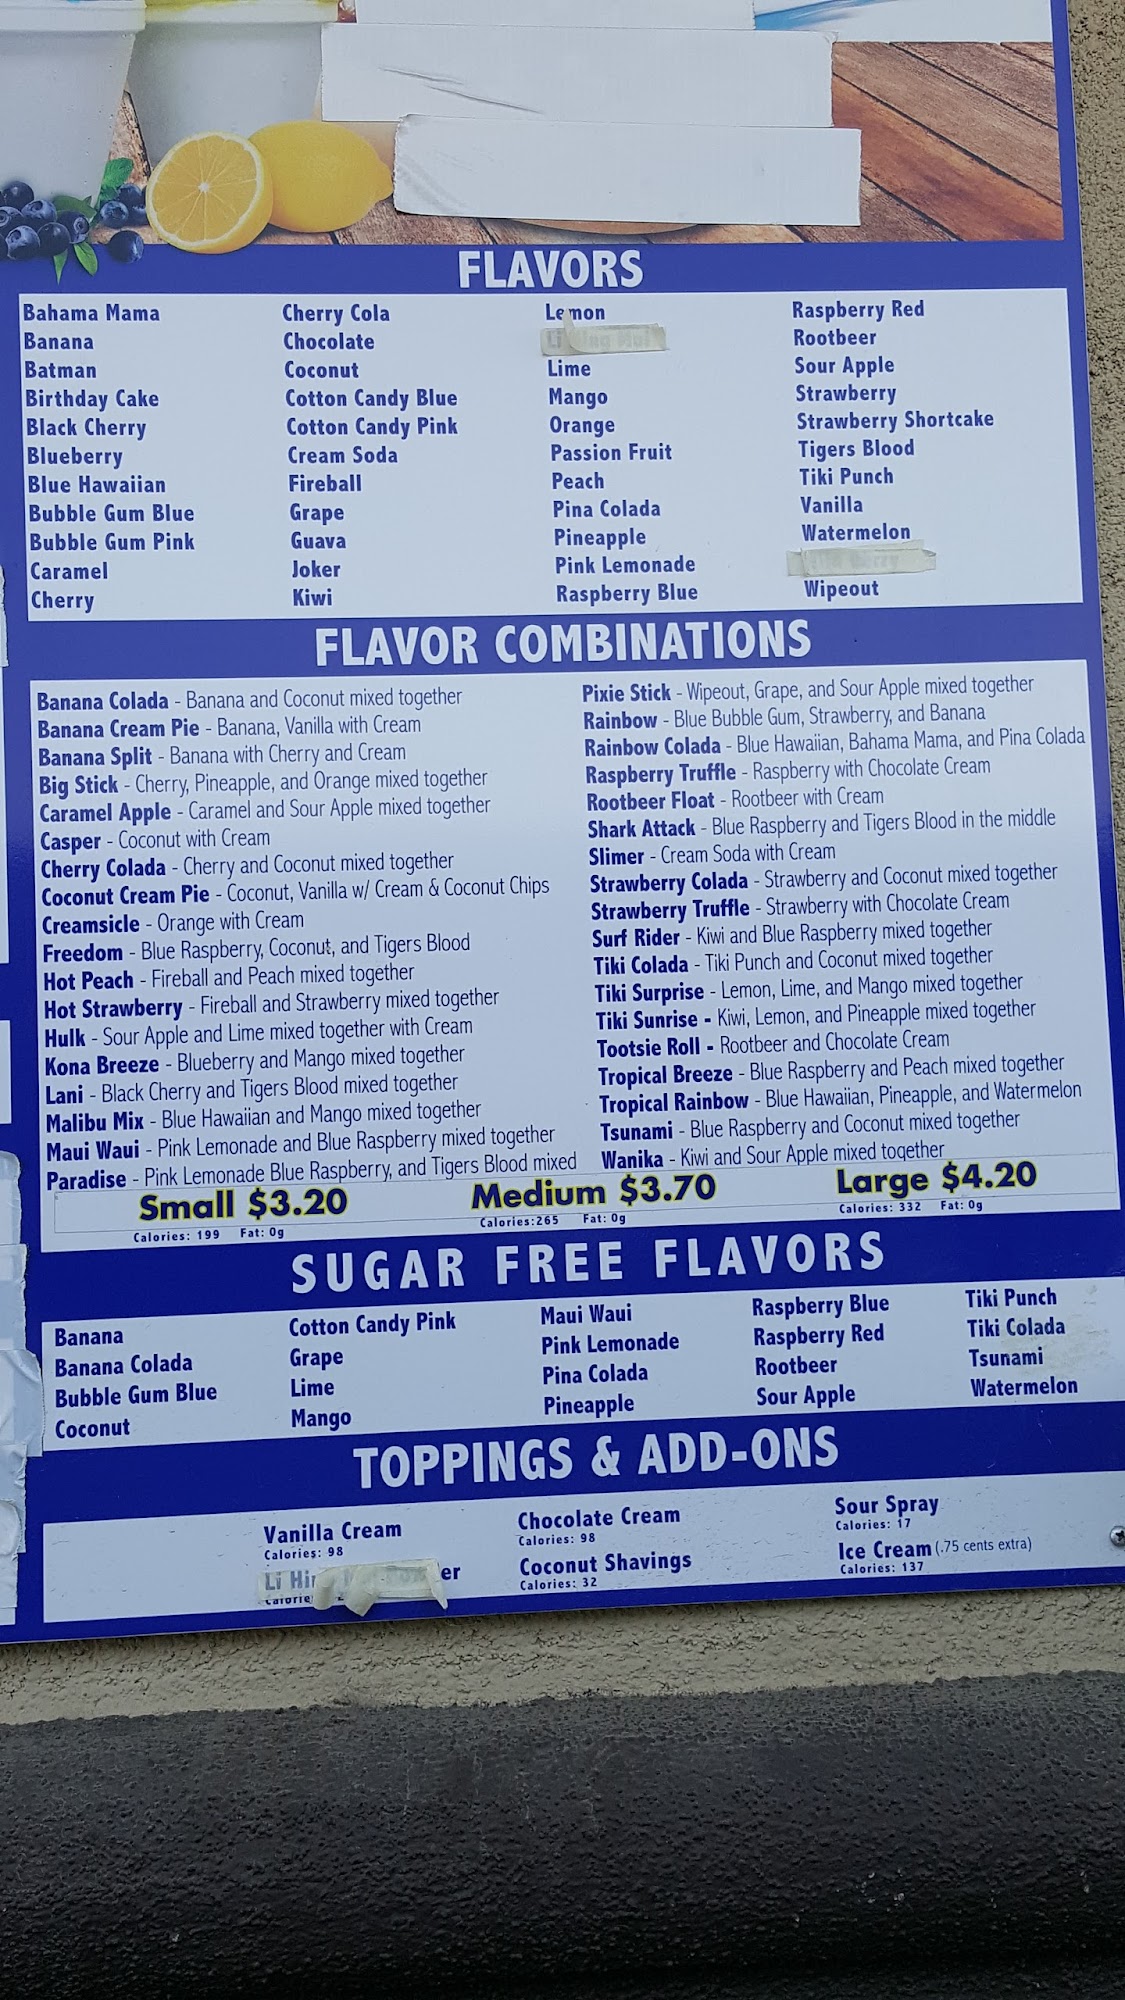 FLAVORS
Bahama Mama
Banana
Batman
Birthday Cake
Black Cherry
Blueberry
Blue Hawaiian
Bubble Gum Blue
Bubble Gum Pink
Caramel
Cherry
Cherry Cola
Chocolate
Coconut
Cotton Candy Blue
Cotton Candy Pink
Cream Soda
Fireball
Grape
Guava
Joker
Kiwi
Lemon
Lime
Mango
Orange
Passion Fruit
Peach
Pina Colada
Pineapple
Pink Lemonade
Raspberry Blue
Raspberry Red
Rootbeer
Sour Apple
Strawberry
Strawberry Shortcake
Tigers Blood
Tiki Punch
Vanilla
Watermelon
Wipeout
FLAVOR COMBINATIONS
Banana Colada - Banana and Coconut mixed together
Banana Cream Pie - Banana, Vanilla with Cream
Banana Split - Banana with Cherry and Cream
Big Stick - Cherry, Pineapple, and Orange mixed together
Caramel Apple - Caramel and Sour Apple mixed together
Casper - Coconut with Cream
Cherry Colada - Cherry and Coconut mixed together
Coconut Cream Pie - Coconut, Vanilla w/ Cream & Coconut Chips
Creamsicle - Orange with Cream
Freedom - Blue Raspberry, Coconut, and Tigers Blood
Hot Peach - Fireball and Peach mixed together
Hot Strawberry - Fireball and Strawberry mixed together
Hulk - Sour Apple and Lime mixed together with Cream
Kona Breeze - Blueberry and Mango mixed together
Lani - Black Cherry and Tigers Blood mixed together
Malibu Mix - Blue Hawaiian and Mango mixed together
Maui Waui - Pink Lemonade and Blue Raspberry mixed together
Paradise - Pink Lemonade Blue Raspberry, and Tigers Blood mixed
Pixie Stick - Wipeout, Grape, and Sour Apple mixed together
Rainbow - Blue Bubble Gum, Strawberry, and Banana
Rainbow Colada - Blue Hawaiian, Bahama Mama, and Pina Colada
Raspberry Truffle - Raspberry with Chocolate Cream
Rootbeer Float - Rootbeer with Cream
Shark Attack - Blue Raspberry and Tigers Blood in the middle
Slimer - Cream Soda with Cream
Strawberry Colada - Strawberry and Coconut mixed together
Strawberry Truffle - Strawberry with Chocolate Cream
Surf Rider - Kiwi and Blue Raspberry mixed together
Tiki Colada - Tiki Punch and Coconut mixed together
Tiki Surprise - Lemon, Lime, and Mango mixed together
Tiki Sunrise - Kiwi, Lemon, and Pineapple mixed together
Tootsie Roll - Rootbeer and Chocolate Cream
Tropical Breeze - Blue Raspberry and Peach mixed together
Tropical Rainbow - Blue Hawaiian, Pineapple, and Watermelon
Tsunami - Blue Raspberry and Coconut mixed together
Wanika - Kiwi and Sour Apple mixed together
Small $3.20
Calories: 199 Fat: 0g
Medium $3.70
Calories:265 Fat: 0g
Large $4.20
Calories: 332 Fat: 0g
SUGAR FREE FLAVORS
Banana
Banana Colada
Bubble Gum Blue
Coconut
Cotton Candy Pink
Grape
Lime
Mango
Maui Waui
Pink Lemonade
Pina Colada
Pineapple
Raspberry Blue
Raspberry Red
Rootbeer
Sour Apple
Tiki Punch
Tiki Colada
Tsunami
Watermelon
TOPPINGS & ADD-ONS
Vanilla Cream
Calories: 98
Li
Chocolate Cream
Calories: 98
Coconut Shavings
Calories: 32
Sour Spray
Calories: 17
Ice Cream (.75 cents extra)
Calories: 137